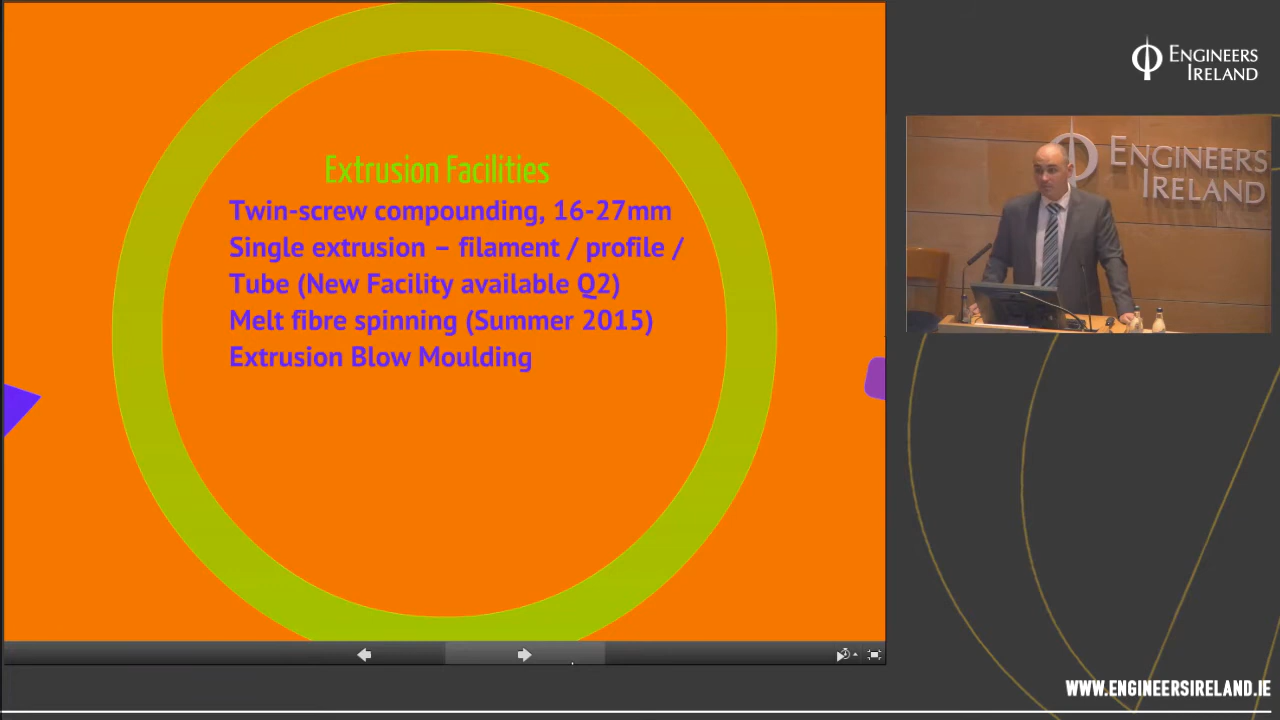 Extrusion Facilities
Twin-screw compounding, 16-27mm
Single extrusion – filament / profile /
Tube (New Facility available Q2)
Melt fibre spinning (Summer 2015)
Extrusion Blow Moulding
ENGINEERS
IRELAND
ENGINEERS
IRELAND
WWW.ENGINEERSIRELAND.IE